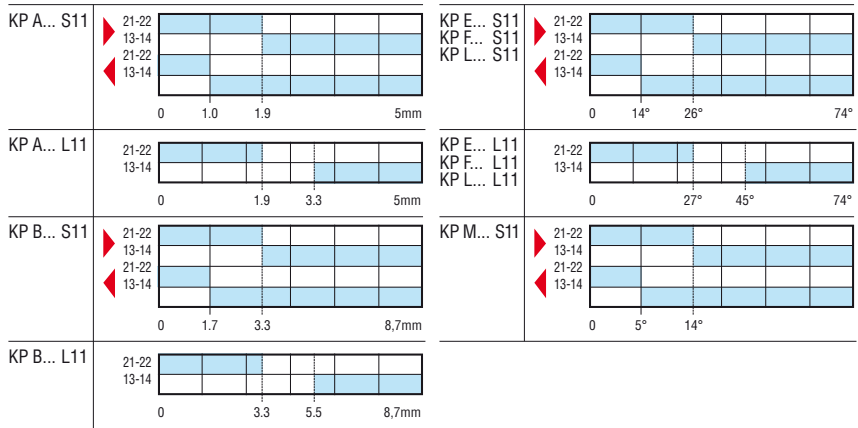 KP A... S11
21-22
13-14
21-22
13-14
0 1.0 1.9 5mm
KP A... L11
21-22
13-14
0 1.9 3.3 5mm
KP B... S11
21-22
13-14
21-22
13-14
0 1.7 3.3 8,7mm
KP B... L11
21-22
13-14
0 3.3 5.5 8,7mm
KP E... S11
KP F... S11
KP L... S11
21-22
13-14
21-22
13-14
0 14° 26° 74°
KP E... L11
KP F... L11
KP L... L11
21-22
13-14
0 27° 45° 74°
KP M... S11
21-22
13-14
21-22
13-14
0 5° 14°